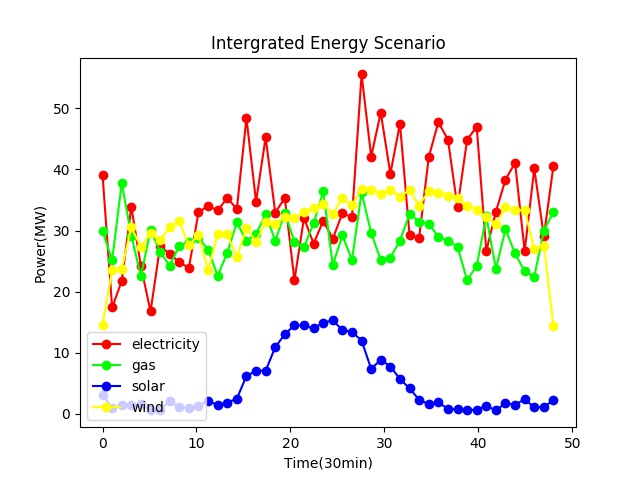 Intergrated Energy Scenario
Power(MW)
50
40
30
20
10
0
electricity
gas
solar
wind
0 10 20 30 40 50
Time(30min)